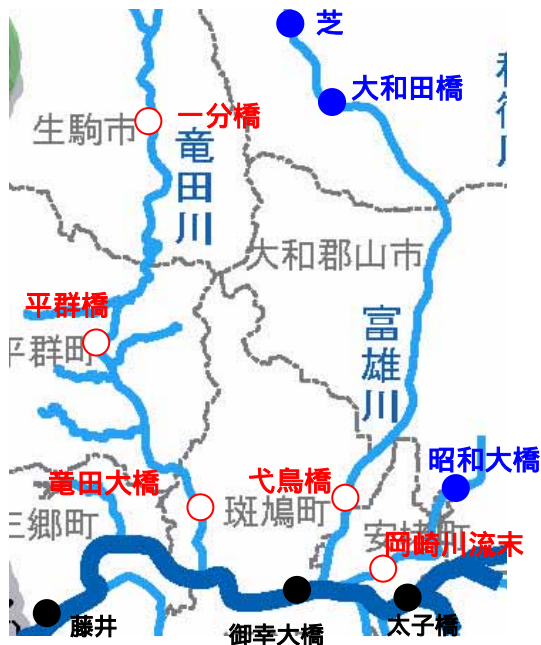 芝
大和田橋
一分橋
生駒市
竜田川
大和郡山市
平群橋
富雄川
平群町
昭和大橋
弋鳥橋
竜田大橋
斑鳩町
三郷町
安堵町
岡崎川流末
藤井
御幸大橋
太子橋